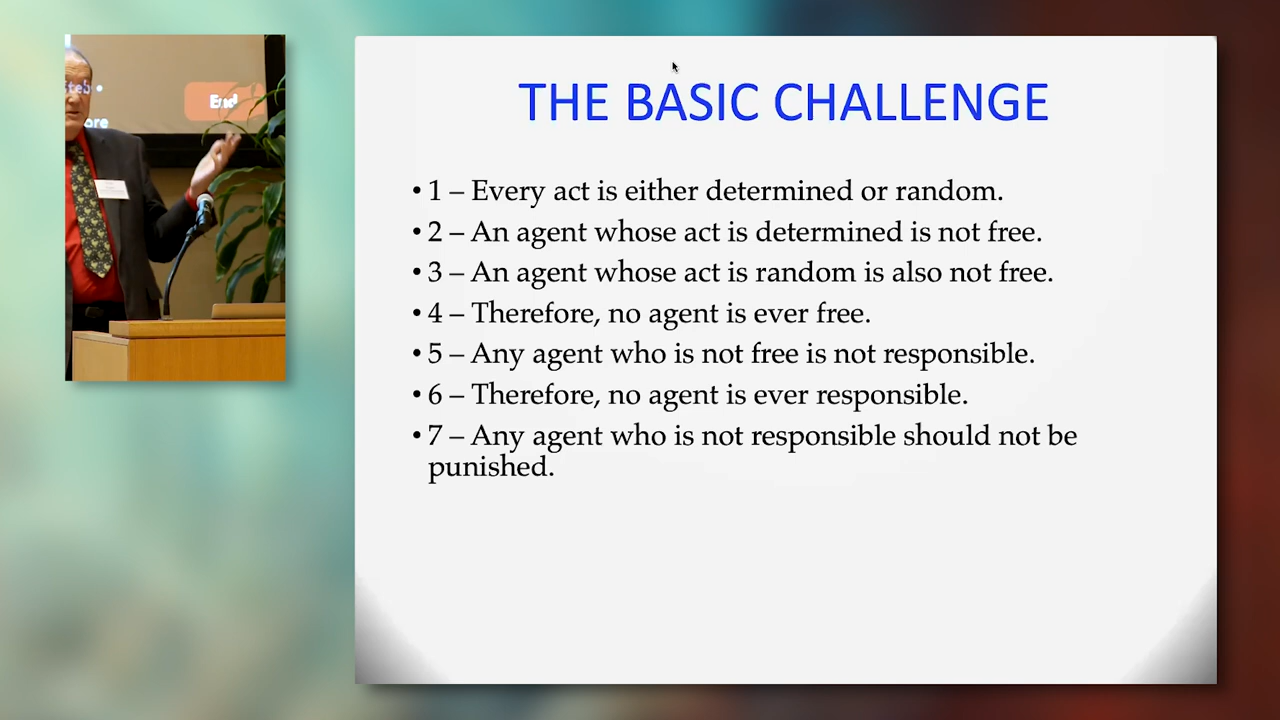 THE BASIC CHALLENGE
• 1 – Every act is either determined or random.
• 2 – An agent whose act is determined is not free.
• 3 – An agent whose act is random is also not free.
• 4 – Therefore, no agent is ever free.
• 5 – Any agent who is not free is not responsible.
• 6 – Therefore, no agent is ever responsible.
• 7 – Any agent who is not responsible should not be
punished.
End